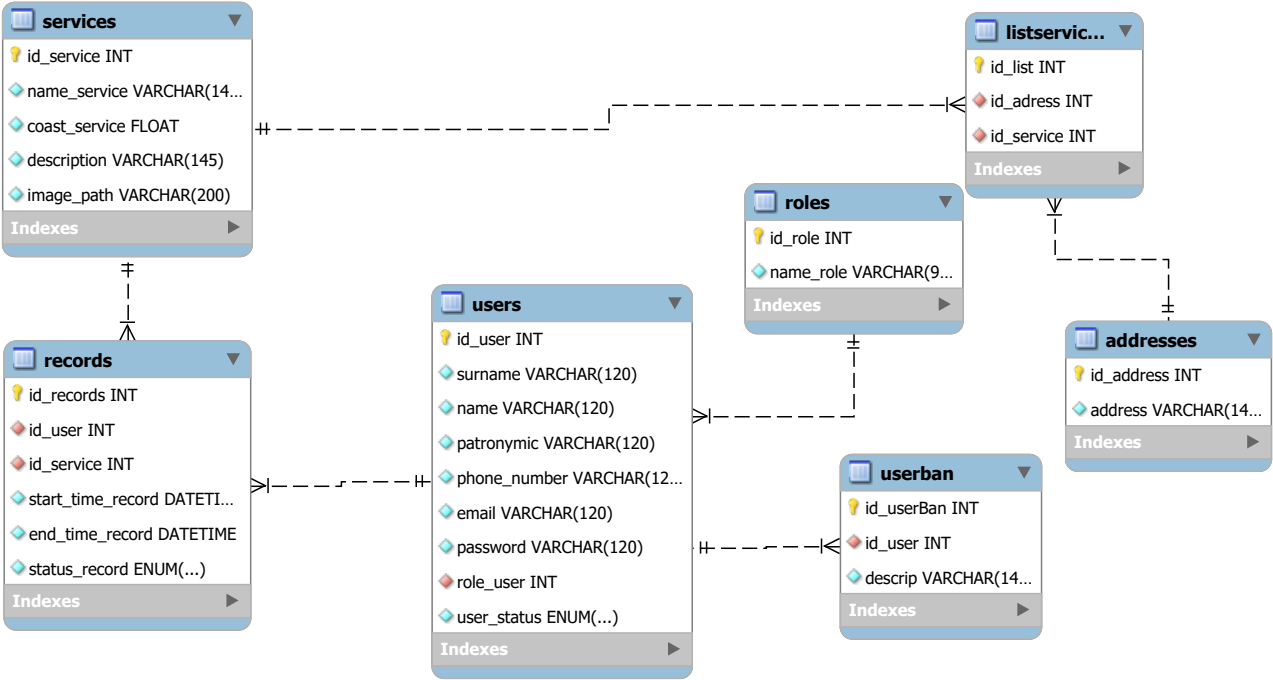 services
id_service INT
name_service VARCHAR(14...
coast_service FLOAT
description VARCHAR(145)
image_path VARCHAR(200)
Indexes
listservic...
id_list INT
id_adress INT
id_service INT
Indexes
roles
id_role INT
name_role VARCHAR(9...
Indexes
users
id_user INT
surname VARCHAR(120)
name VARCHAR(120)
patronymic VARCHAR(120)
phone_number VARCHAR(12...
email VARCHAR(120)
password VARCHAR(120)
role_user INT
user_status ENUM(...)
Indexes
addresses
id_address INT
address VARCHAR(14...
Indexes
records
id_records INT
id_user INT
id_service INT
start_time_record DATETI...
end_time_record DATETIME
status_record ENUM(...)
Indexes
userban
id_userBan INT
id_user INT
descrip VARCHAR(14...
Indexes